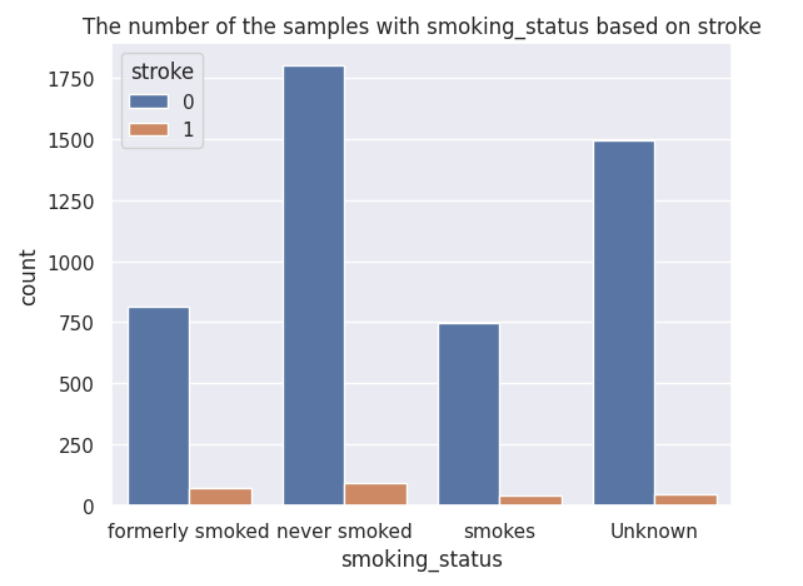 The number of the samples with smoking_status based on stroke
stroke
0
1
1750
1500
1250
1000
750
500
250
0
count
formerly smoked never smoked smokes Unknown
smoking_status